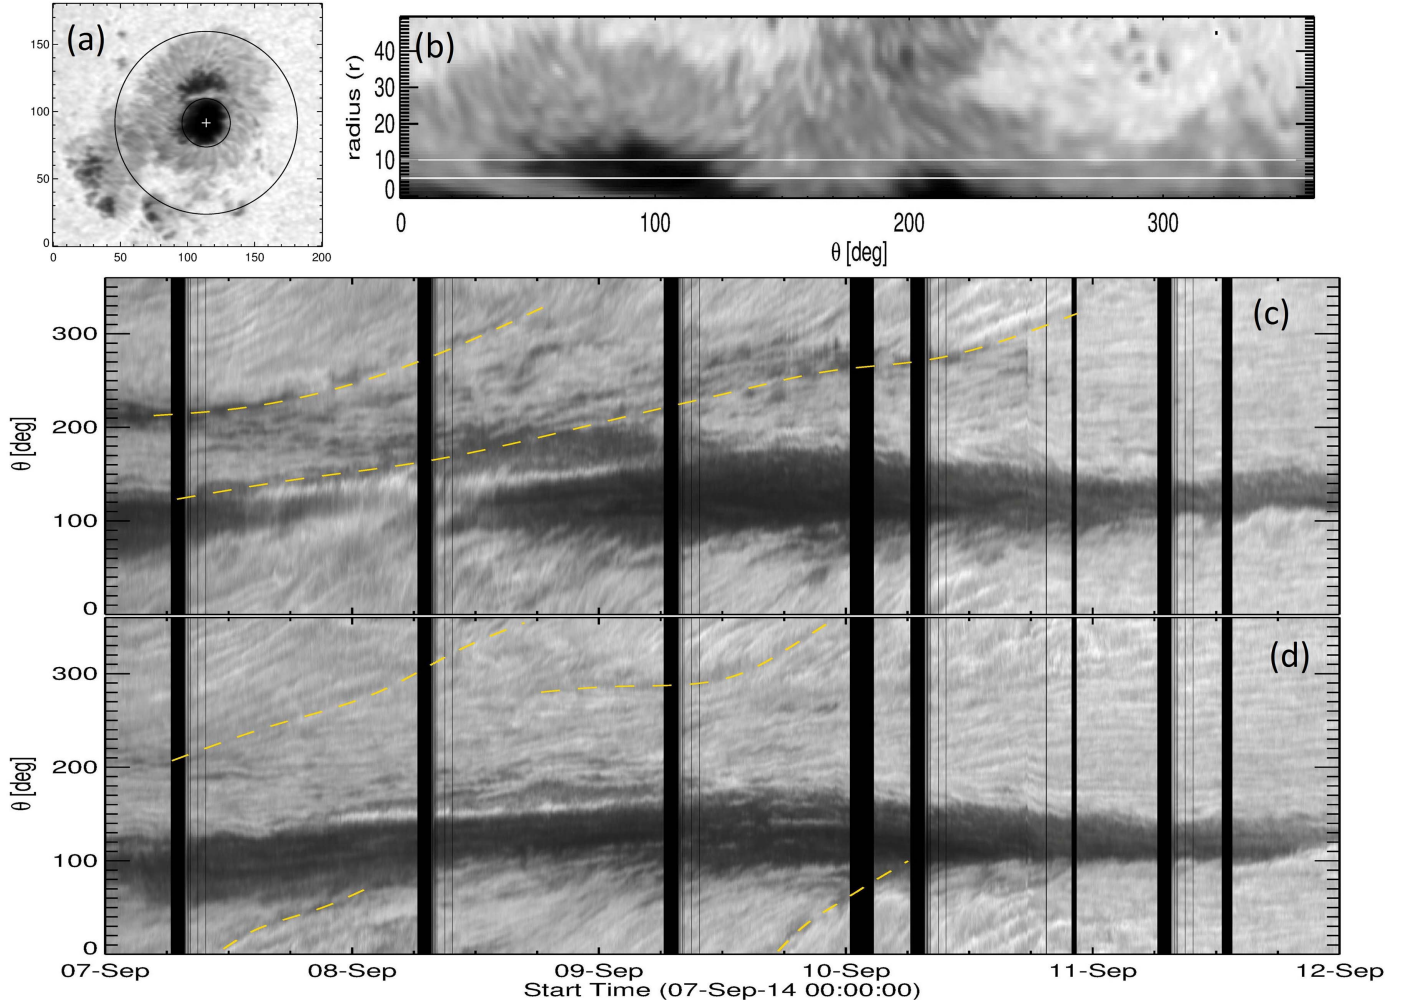 (a)
150
100
50
0
0 50 100 150 200
(b)
radius (r)
40
30
20
10
0
0 100 200 300
θ [deg]
(c)
θ [deg]
300
200
100
0
(d)
θ [deg]
300
200
100
0
07-Sep 08-Sep 09-Sep 10-Sep 11-Sep 12-Sep
Start Time (07-Sep-14 00:00:00)